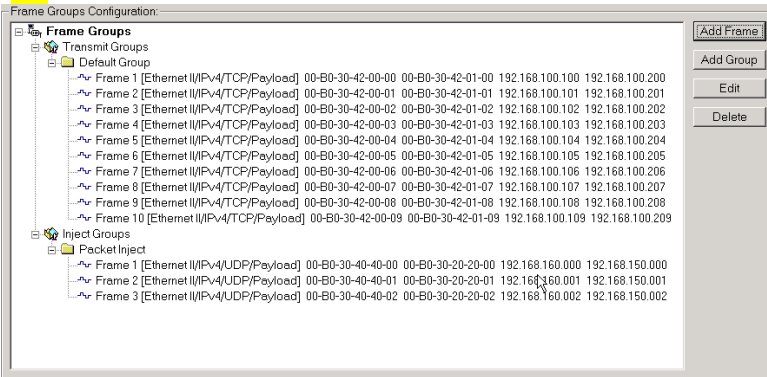 Frame Groups Configuration:
Frame Groups
Transmit Groups
Default Group
Frame 1 [Ethernet II/IPv4/TCP/Payload] 00-B0-30-42-00-00 00-B0-30-42-01-00 192.168.100.100 192.168.100.200
Frame 2 [Ethernet II/IPv4/TCP/Payload] 00-B0-30-42-00-01 00-B0-30-42-01-01 192.168.100.101 192.168.100.201
Frame 3 [Ethernet II/IPv4/TCP/Payload] 00-B0-30-42-00-02 00-B0-30-42-01-02 192.168.100.102 192.168.100.202
Frame 4 [Ethernet II/IPv4/TCP/Payload] 00-B0-30-42-00-03 00-B0-30-42-01-03 192.168.100.103 192.168.100.203
Frame 5 [Ethernet II/IPv4/TCP/Payload] 00-B0-30-42-00-04 00-B0-30-42-01-04 192.168.100.104 192.168.100.204
Frame 6 [Ethernet II/IPv4/TCP/Payload] 00-B0-30-42-00-05 00-B0-30-42-01-05 192.168.100.105 192.168.100.205
Frame 7 [Ethernet II/IPv4/TCP/Payload] 00-B0-30-42-00-06 00-B0-30-42-01-06 192.168.100.106 192.168.100.206
Frame 8 [Ethernet II/IPv4/TCP/Payload] 00-B0-30-42-00-07 00-B0-30-42-01-07 192.168.100.107 192.168.100.207
Frame 9 [Ethernet II/IPv4/TCP/Payload] 00-B0-30-42-00-08 00-B0-30-42-01-08 192.168.100.108 192.168.100.208
Frame 10 [Ethernet II/IPv4/TCP/Payload] 00-B0-30-42-00-09 00-B0-30-42-01-09 192.168.100.109 192.168.100.209
Inject Groups
Packet Inject
Frame 1 [Ethernet II/IPv4/UDP/Payload] 00-B0-30-40-40-00 00-B0-30-20-20-00 192.168.160.000 192.168.150.000
Frame 2 [Ethernet II/IPv4/UDP/Payload] 00-B0-30-40-40-01 00-B0-30-20-20-01 192.168.160.001 192.168.150.001
Frame 3 [Ethernet II/IPv4/UDP/Payload] 00-B0-30-40-40-02 00-B0-30-20-20-02 192.168.160.002 192.168.150.002
Add Frame
Add Group
Edit
Delete